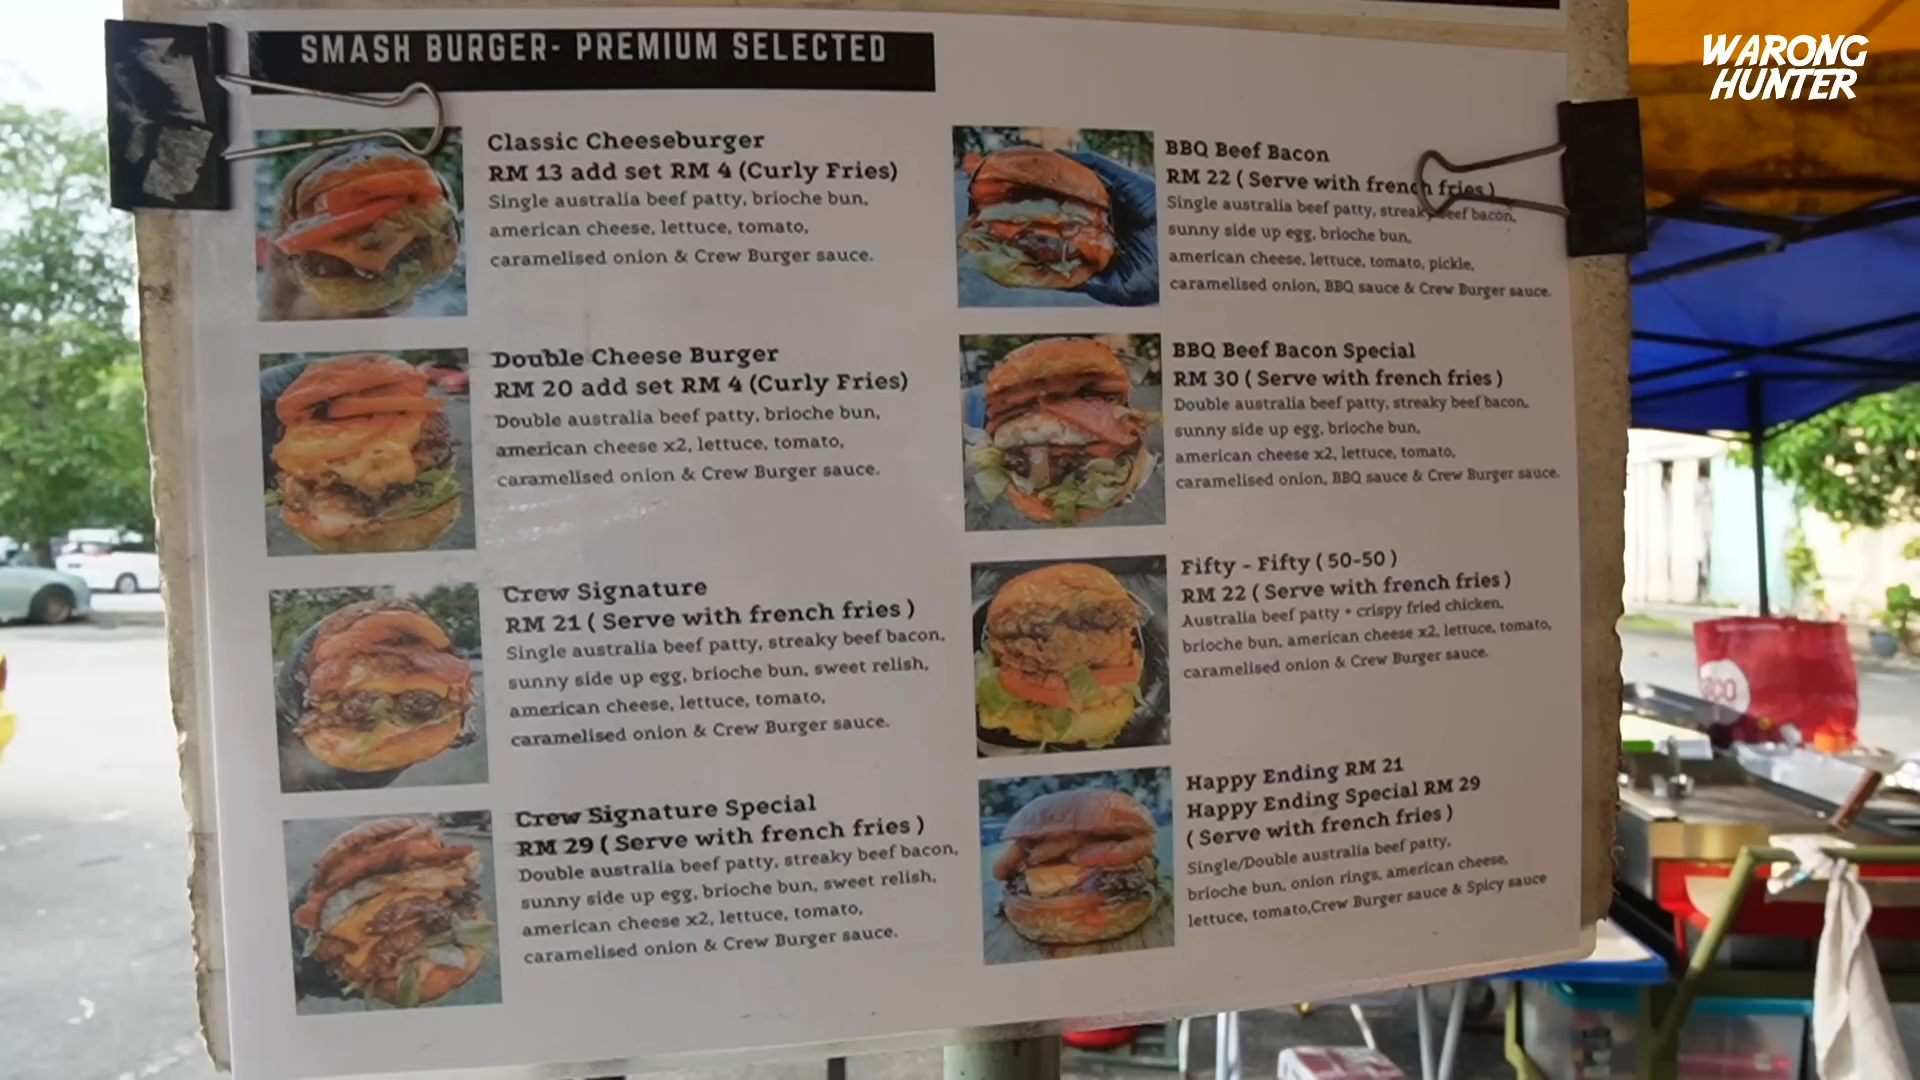 WARONG
HUNTER
SMASH BURGER- PREMIUM SELECTED
Classic Cheeseburger
RM 13 add set RM 4 (Curly Fries)
Single australia beef patty, brioche bun,
american cheese, lettuce, tomato,
caramelised onion & Crew Burger sauce.
Double Cheese Burger
RM 20 add set RM 4 (Curly Fries)
Double australia beef patty, brioche bun,
american cheese x2, lettuce, tomato,
caramelised onion & Crew Burger sauce.
Crew Signature
RM 21 ( Serve with french fries )
Single australia beef patty, streaky beef bacon,
sunny side up egg, brioche bun, sweet relish,
american cheese, lettuce, tomato,
caramelised onion & Crew Burger sauce.
Crew Signature Special
RM 29 ( Serve with french fries )
Double australia beef patty, streaky beef bacon,
sunny side up egg, brioche bun, sweet relish,
american cheese x2, lettuce, tomato,
caramelised onion & Crew Burger sauce.
BBQ Beef Bacon
RM 22 ( Serve with french fries )
Single australia beef patty, streaky beef bacon,
sunny side up egg, brioche bun,
american cheese, lettuce, tomato, pickle,
caramelised onion, BBQ sauce & Crew Burger sauce.
BBQ Beef Bacon Special
RM 30 ( Serve with french fries )
Double australia beef patty, streaky beef bacon,
sunny side up egg, brioche bun,
american cheese x2, lettuce, tomato,
caramelised onion, BBQ sauce & Crew Burger sauce.
Fifty - Fifty ( 50-50 )
RM 22 ( Serve with french fries )
Australia beef patty + crispy fried chicken,
brioche bun, american cheese x2, lettuce, tomato,
caramelised onion & Crew Burger sauce.
Happy Ending RM 21
Happy Ending Special RM 29
( Serve with french fries )
Single/Double australia beef patty,
brioche bun, onion rings, american cheese,
lettuce, tomato,Crew Burger sauce & Spicy sauce